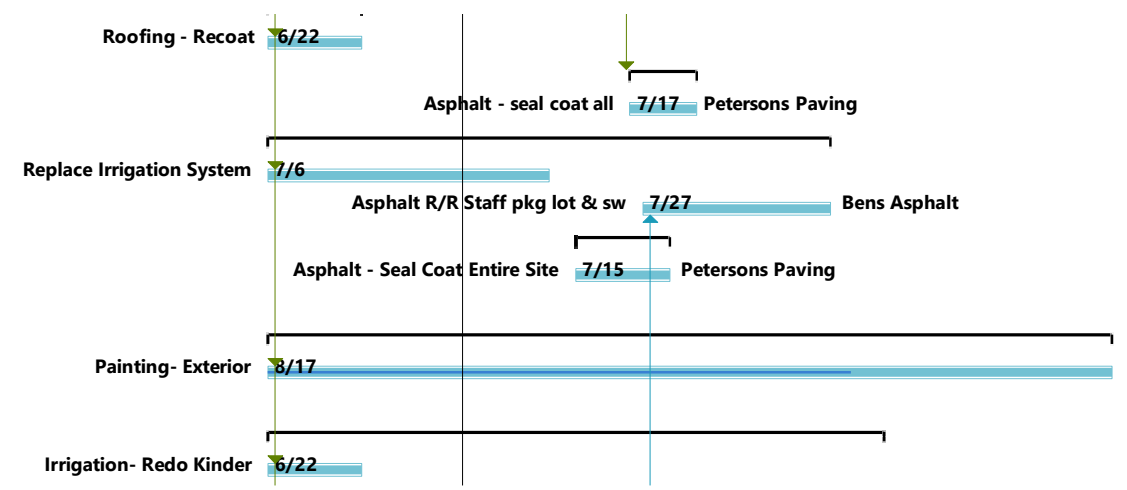 Roofing - Recoat 6/22
Asphalt - seal coat all 7/17 Petersons Paving
Replace Irrigation System 7/6
Asphalt R/R Staff pkg lot & sw 7/27 Bens Asphalt
Asphalt - Seal Coat Entire Site 7/15 Petersons Paving
Painting- Exterior 8/17
Irrigation- Redo Kinder 6/22